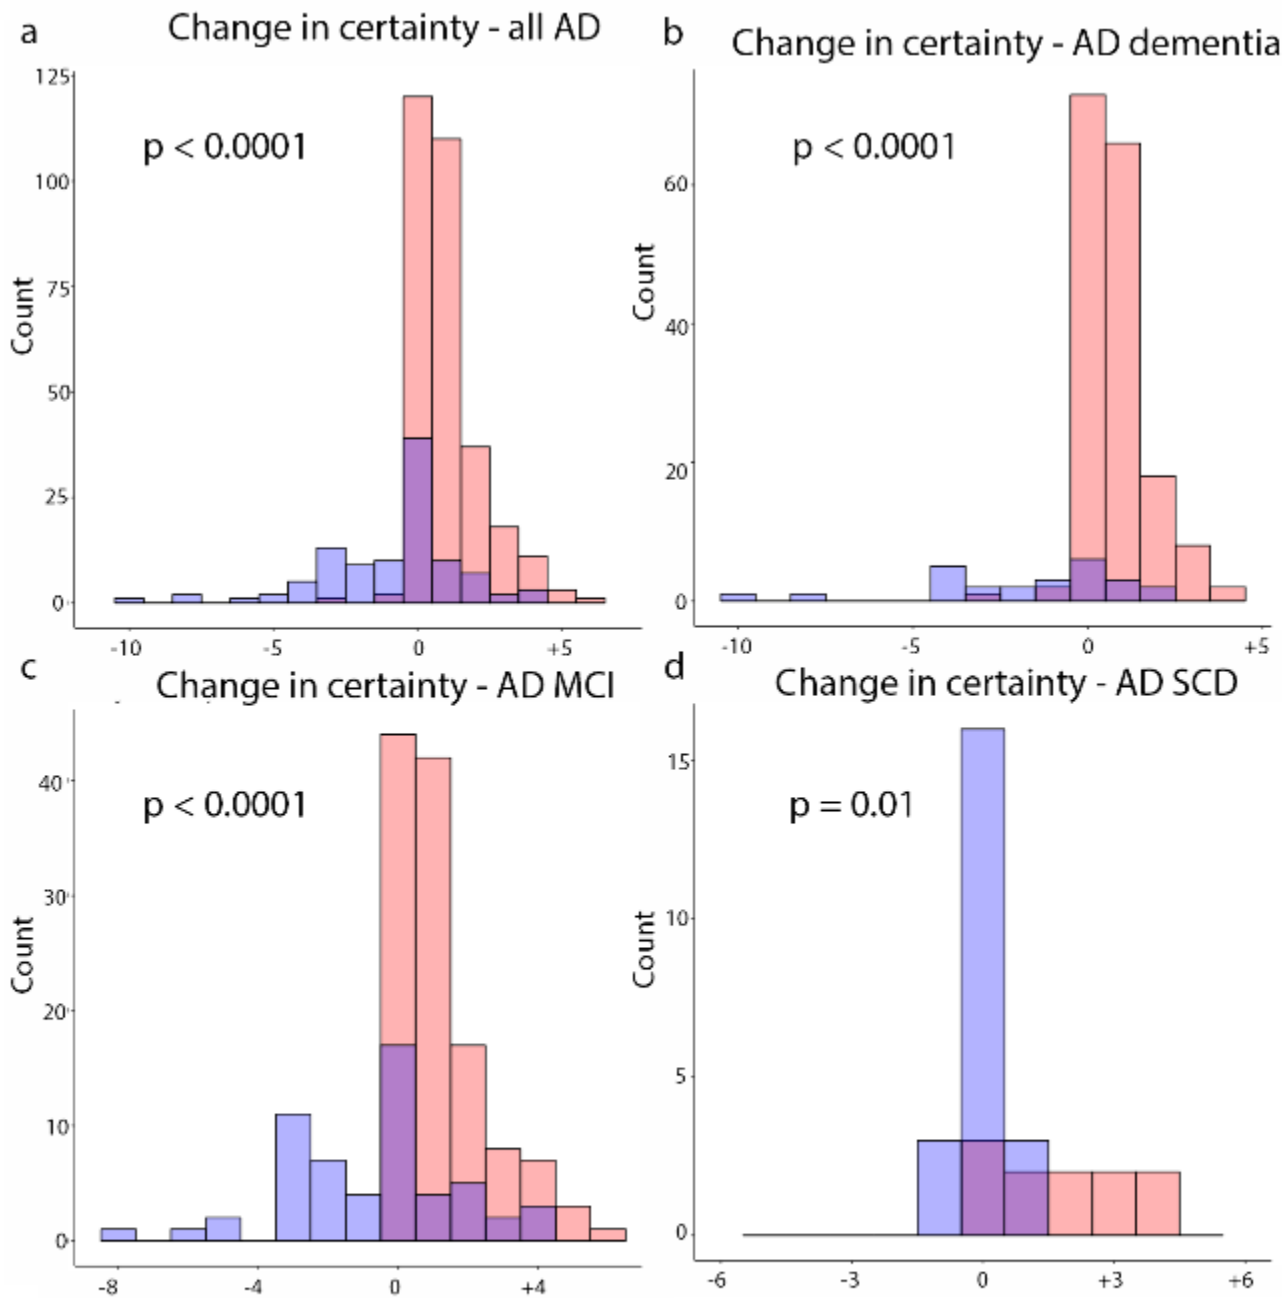 a
Change in certainty - all AD
p < 0.0001
Count
125
100
75
50
25
0
-10
-5
0
+5
b
Change in certainty - AD dementia
p < 0.0001
Count
60
40
20
0
-10
-5
0
+5
c
Change in certainty - AD MCI
p < 0.0001
Count
40
30
20
10
0
-8
-4
0
+4
d
Change in certainty - AD SCD
p = 0.01
Count
15
10
5
0
-6
-3
0
+3
+6